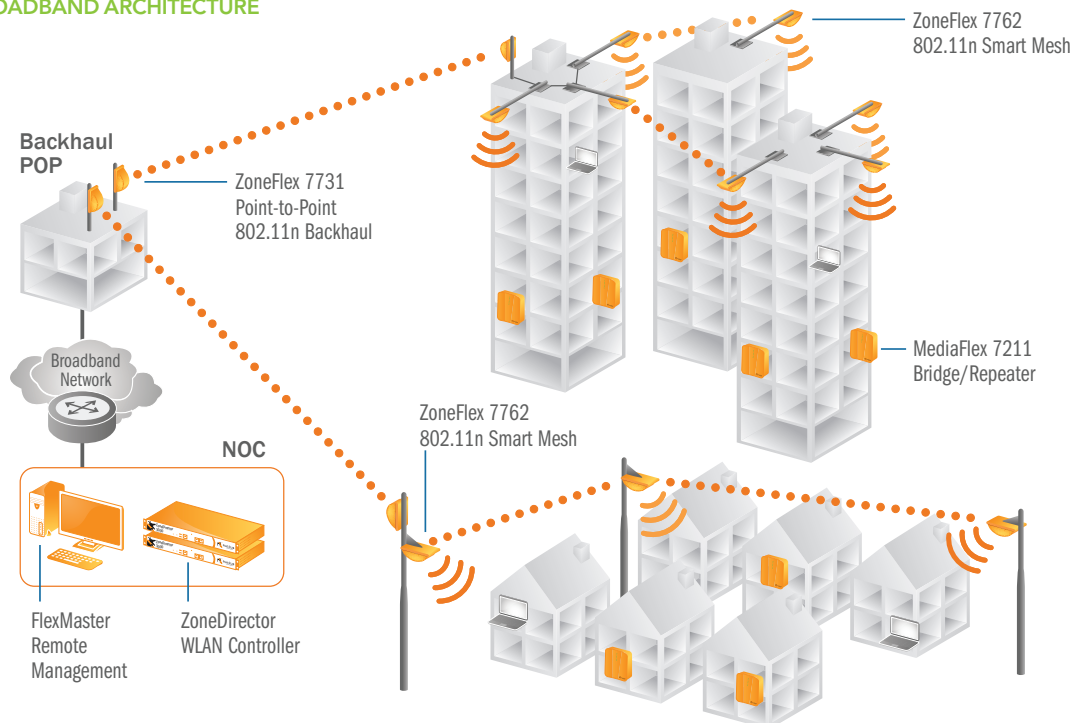 OADBAND ARCHITECTURE
ZoneFlex 7762
802.11n Smart Mesh
Backhaul
POP
ZoneFlex 7731
Point-to-Point
802.11n Backhaul
Broadband
Network
MediaFlex 7211
Bridge/Repeater
ZoneFlex 7762
802.11n Smart Mesh
NOC
FlexMaster
Remote
Management
ZoneDirector
WLAN Controller